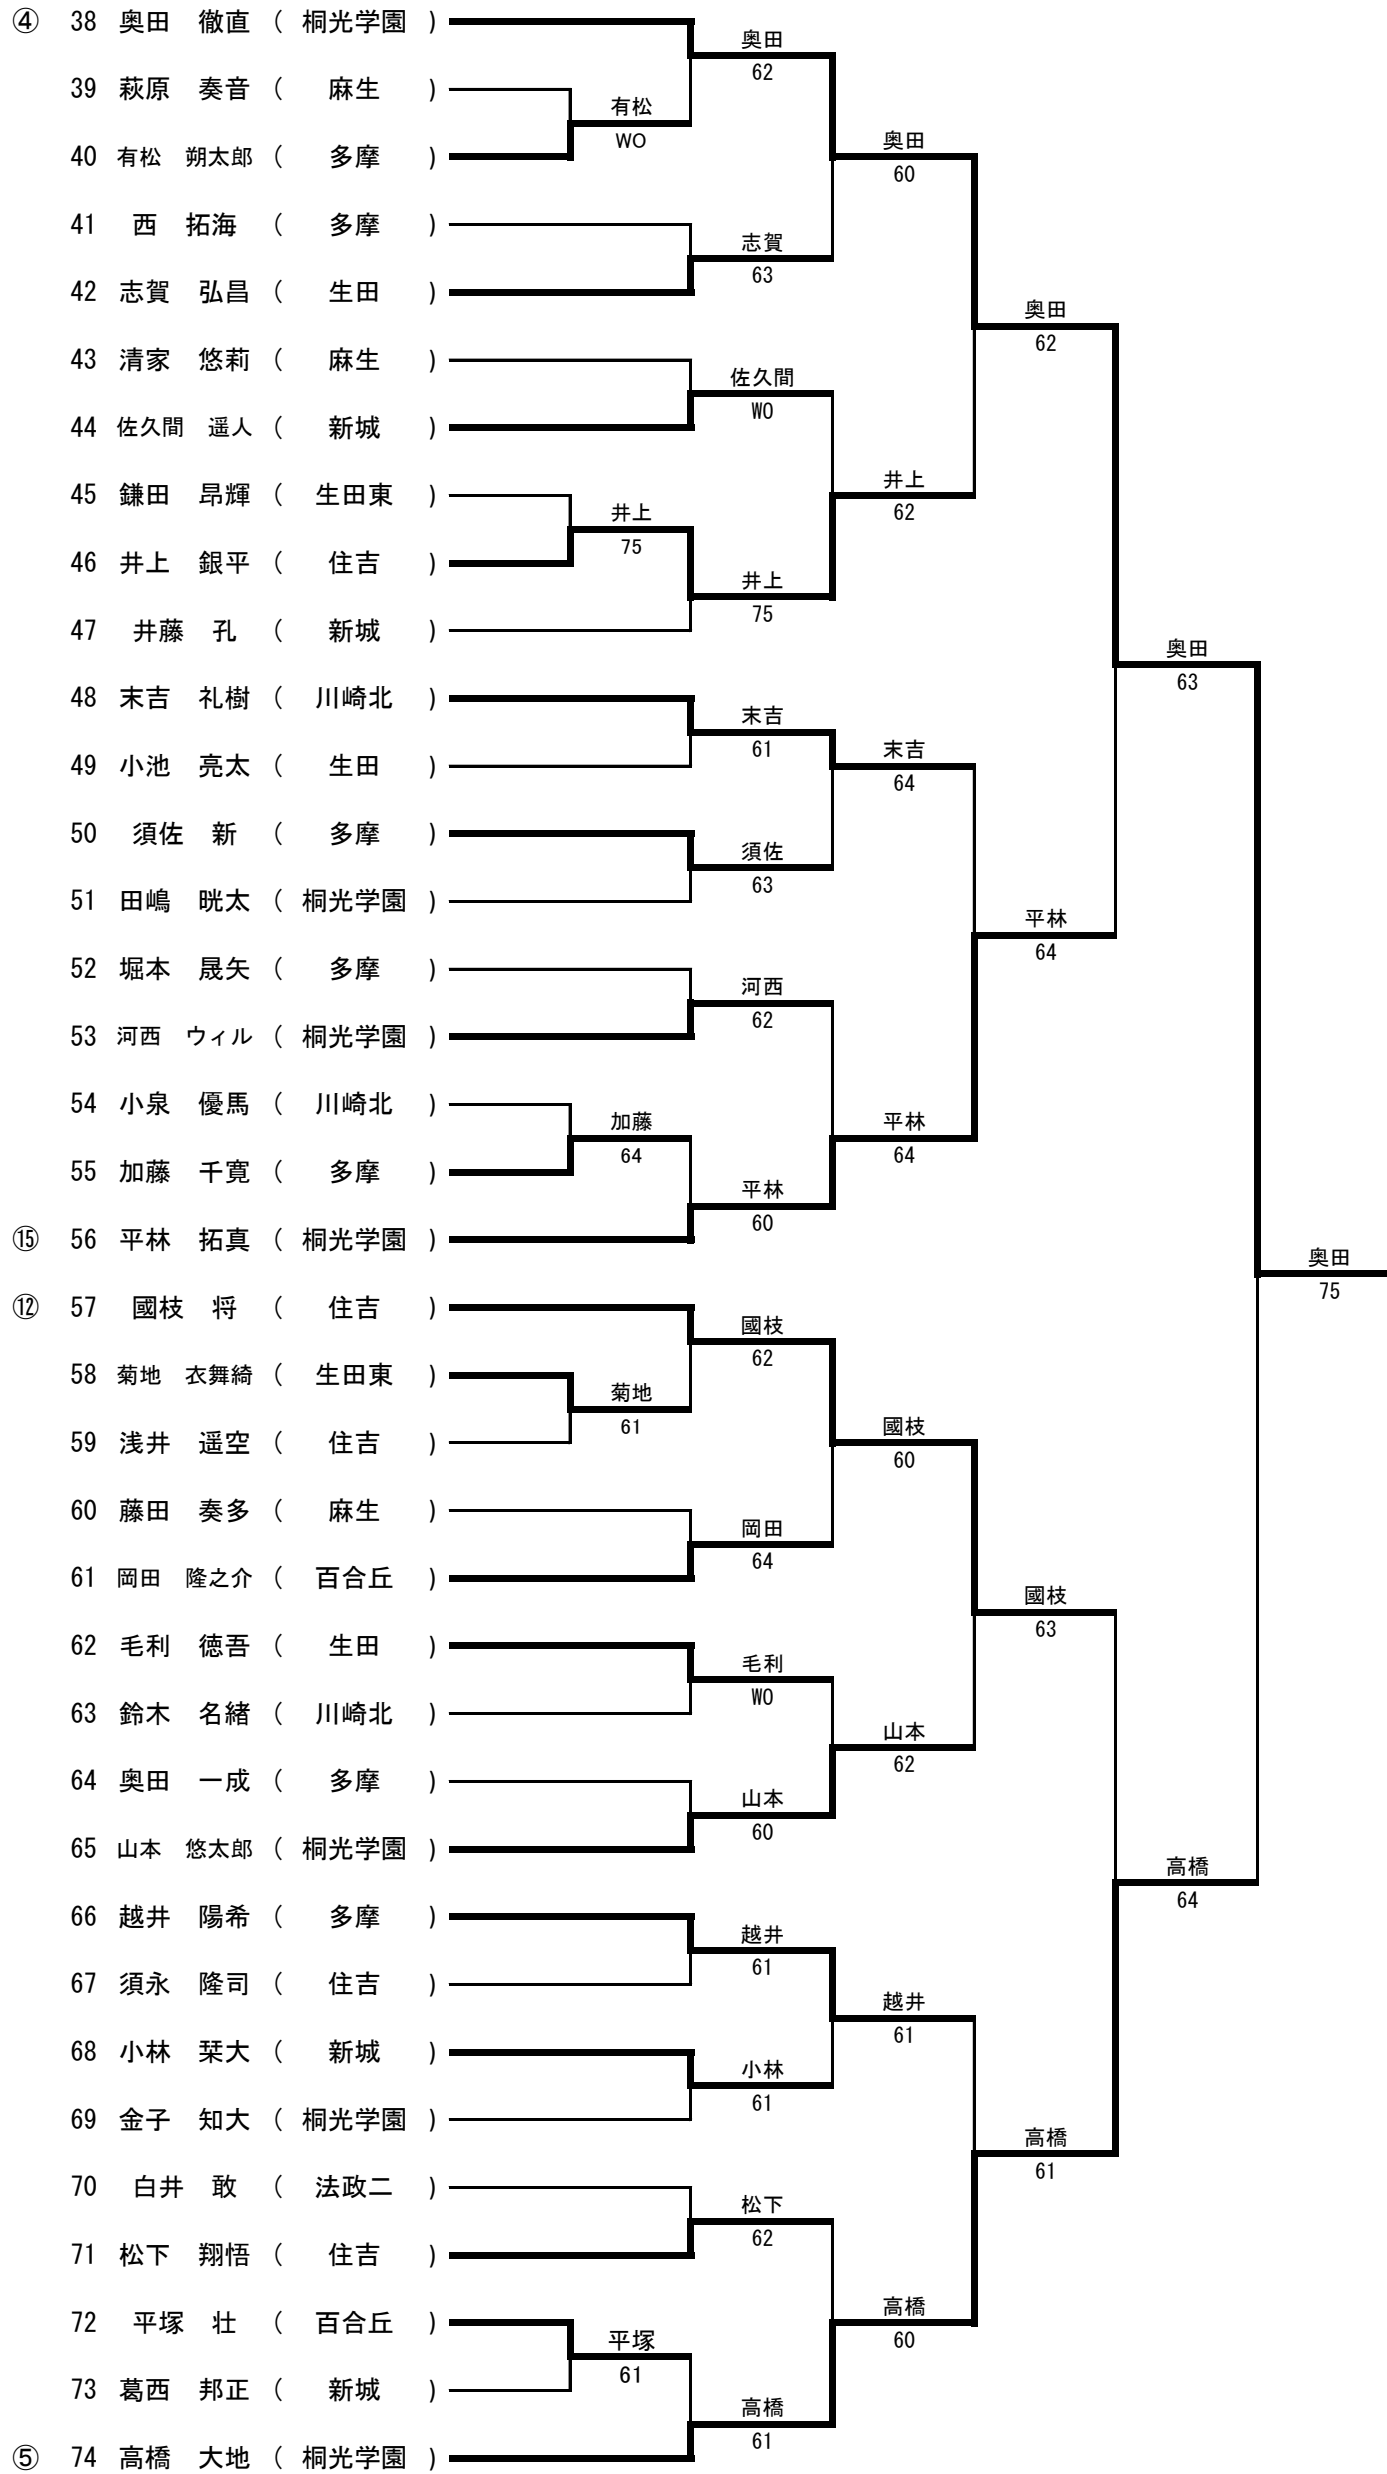 ④ 38 奥田 徹直 ( 桐光学園 )
奥田
62
39 萩原 奏音 ( 麻生 )
有松
WO
40 有松 朔太郎 ( 多摩 )
奥田
60
41 西 拓海 ( 多摩 )
志賀
63
42 志賀 弘昌 ( 生田 )
奥田
62
43 清家 悠莉 ( 麻生 )
佐久間
WO
44 佐久間 遥人 ( 新城 )
井上
62
45 鎌田 昂輝 ( 生田東 )
井上
75
46 井上 銀平 ( 住吉 )
井上
75
47 井藤 孔 ( 新城 )
奥田
63
48 末吉 礼樹 ( 川崎北 )
末吉
61
49 小池 亮太 ( 生田 )
末吉
64
50 須佐 新 ( 多摩 )
須佐
63
51 田嶋 晄太 ( 桐光学園 )
平林
64
52 堀本 晟矢 ( 多摩 )
河西
62
53 河西 ウィル ( 桐光学園 )
54 小泉 優馬 ( 川崎北 )
加藤
64
平林
64
55 加藤 千寛 ( 多摩 )
平林
60
⑮ 56 平林 拓真 ( 桐光学園 )
奥田
75
⑫ 57 國枝 将 ( 住吉 )
國枝
62
58 菊地 衣舞綺 ( 生田東 )
菊地
61
59 浅井 遥空 ( 住吉 )
國枝
60
60 藤田 奏多 ( 麻生 )
岡田
64
61 岡田 隆之介 ( 百合丘 )
國枝
63
62 毛利 徳吾 ( 生田 )
毛利
WO
63 鈴木 名緒 ( 川崎北 )
山本
62
64 奥田 一成 ( 多摩 )
山本
60
65 山本 悠太郎 ( 桐光学園 )
高橋
64
66 越井 陽希 ( 多摩 )
越井
61
67 須永 隆司 ( 住吉 )
越井
61
68 小林 栞大 ( 新城 )
小林
61
69 金子 知大 ( 桐光学園 )
高橋
61
70 白井 敢 ( 法政二 )
松下
62
71 松下 翔悟 ( 住吉 )
高橋
60
72 平塚 壮 ( 百合丘 )
平塚
61
73 葛西 邦正 ( 新城 )
高橋
61
⑤ 74 高橋 大地 ( 桐光学園 )